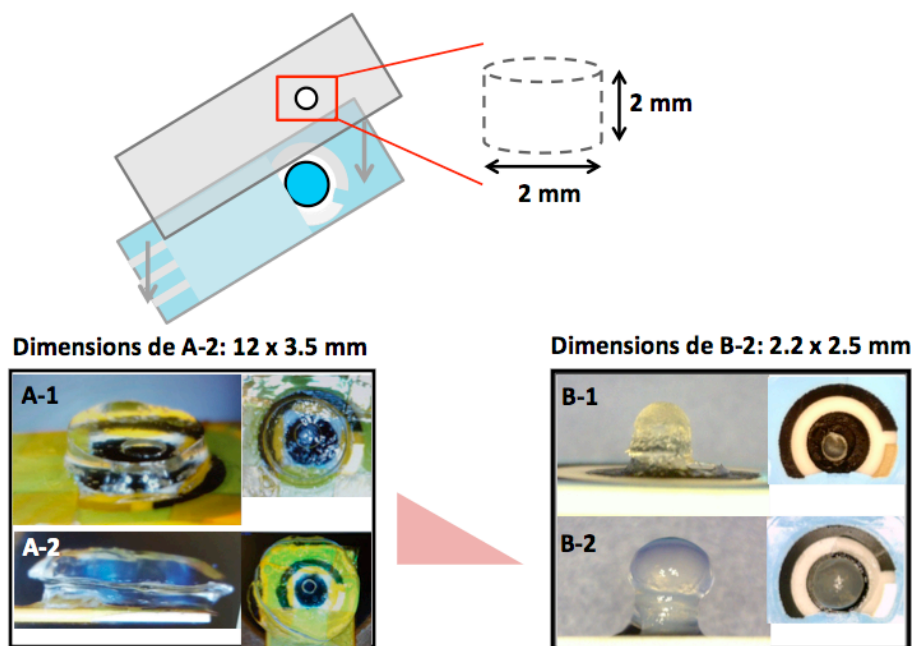 2 mm
2 mm
Dimensions de A-2: 12 x 3.5 mm
Dimensions de B-2: 2.2 x 2.5 mm
A-1
B-1
A-2
B-2